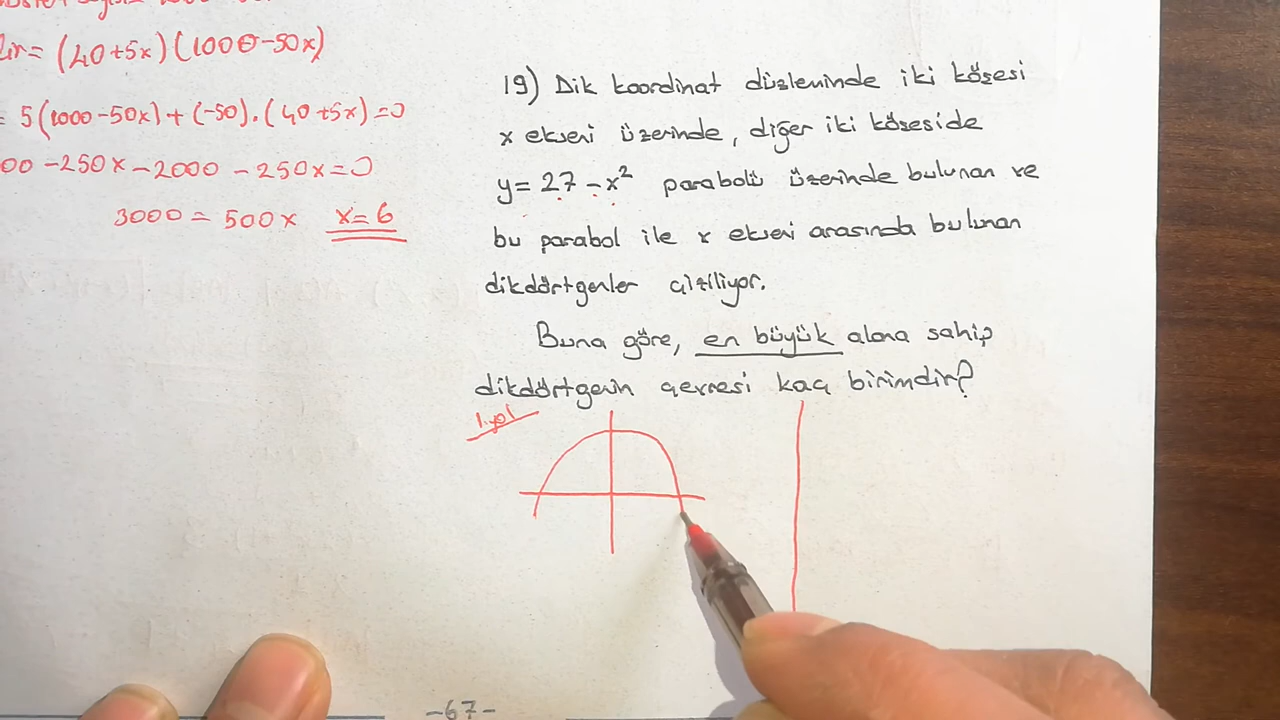 = (40+5x)(1000-50x)
= 5(1000-50x)+(-50).(40+5x)=0
00-250x-2000-250x=0
3000 = 500x x=6
19) Dik koordinat düzleminde iki köşesi
x ekseni üzerinde, diğer iki köşeside
y=27-x² parabolü üzerinde bulunan ve
bu parabol ile x ekseni arasında bulunan
dikdörtgenler çiziliyor.
Buna göre, en büyük alana sahip
dikdörtgenin çevresi kaç birimdir?
1.yol
-67-